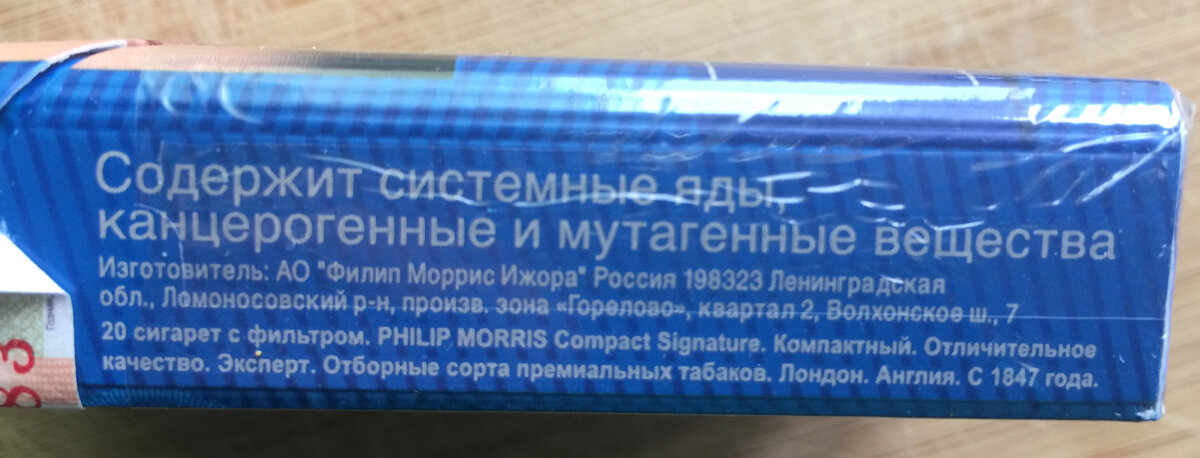 Содержит системные яды,
канцерогенные и мутагенные вещества
Изготовитель: АО "Филип Моррис Ижора" Россия 198323 Ленинградская
обл., Ломоносовский р-н, произв. зона «Горелово», квартал 2, Волхонское ш., 7
20 сигарет с фильтром. PHILIP MORRIS Compact Signature. Компактный. Отличительное
качество. Эксперт. Отборные сорта премиальных табаков. Лондон. Англия. С 1847 года.
83